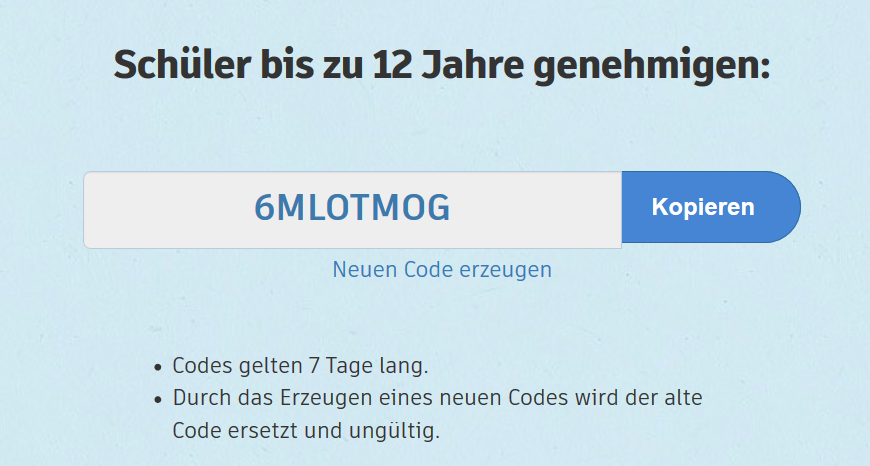 Schüler bis zu 12 Jahre genehmigen:
6MLOTMOG
Kopieren
Neuen Code erzeugen
• Codes gelten 7 Tage lang.
• Durch das Erzeugen eines neuen Codes wird der alte
Code ersetzt und ungültig.